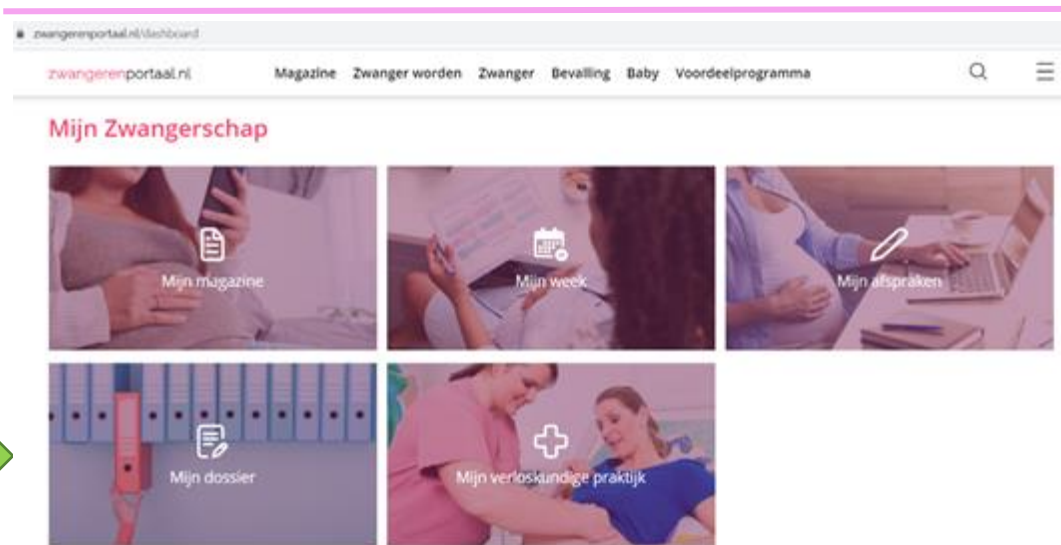 zwangerenportaal.nl/dashboard
zwangerenportaal.nl Magazine Zwanger worden Zwanger Bevalling Baby Voordeelprogramma
Mijn Zwangerschap
Mijn magazine
Mijn week
Mijn afspraken
Mijn dossier
Mijn verloskundige praktijk